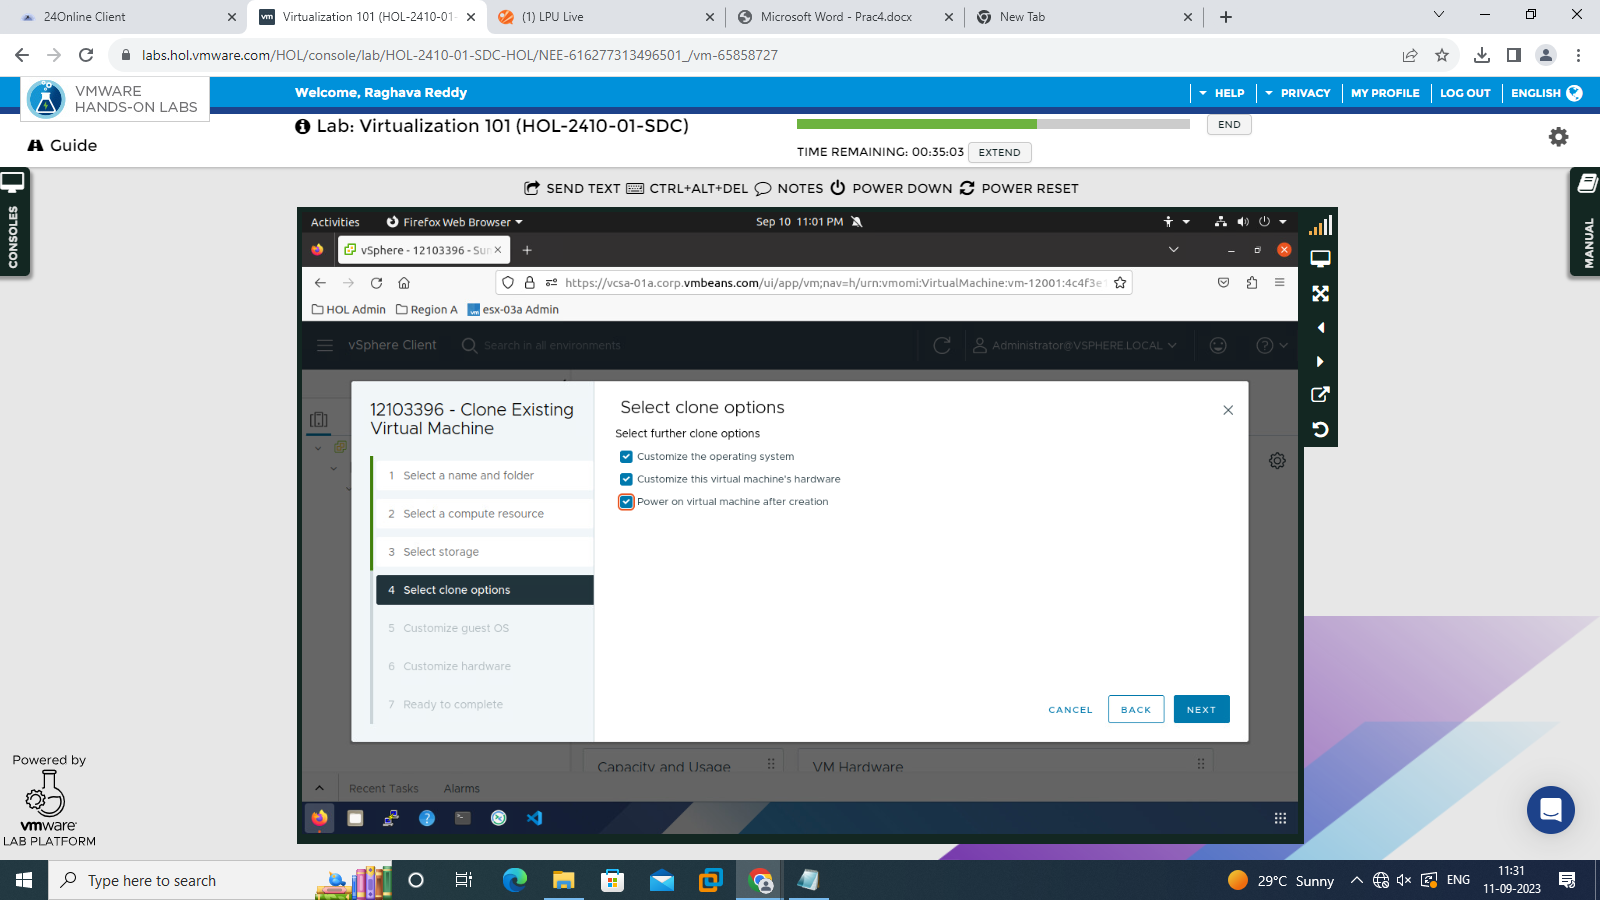 24Online Client
Virtualization 101 (HOL-2410-01-
(1) LPU Live
Microsoft Word - Prac4.docx
New Tab
labs.hol.vmware.com/HOL/console/lab/HOL-2410-01-SDC-HOL/NEE-616277313496501_/vm-65858727
VMWARE
HANDS-ON LABS
Welcome, Raghava Reddy
HELP
PRIVACY
MY PROFILE
LOG OUT
ENGLISH
Lab: Virtualization 101 (HOL-2410-01-SDC)
END
Guide
TIME REMAINING: 00:35:03
EXTEND
SEND TEXT
CTRL+ALT+DEL
NOTES
POWER DOWN
POWER RESET
CONSOLES
MANUAL
Activities
Firefox Web Browser
Sep 10 11:01 PM
vSphere - 12103396 - Sum
https://vcsa-01a.corp.vmbeans.com/ui/app/vm;nav=h/urn:vmomi:VirtualMachine:vm-12001:4c4f3e1
HOL Admin
Region A
esx-03a Admin
vSphere Client
Search in all environments
Administrator@VSPHERE.LOCAL
12103396 - Clone Existing
Virtual Machine
1 Select a name and folder
2 Select a compute resource
3 Select storage
4 Select clone options
5 Customize guest OS
6 Customize hardware
7 Ready to complete
Select clone options
Select further clone options
Customize the operating system
Customize this virtual machine's hardware
Power on virtual machine after creation
CANCEL
BACK
NEXT
Capacity and Usage
VM Hardware
Recent Tasks
Alarms
Powered by
vmware
LAB PLATFORM
Type here to search
29°C Sunny
ENG
11:31
11-09-2023